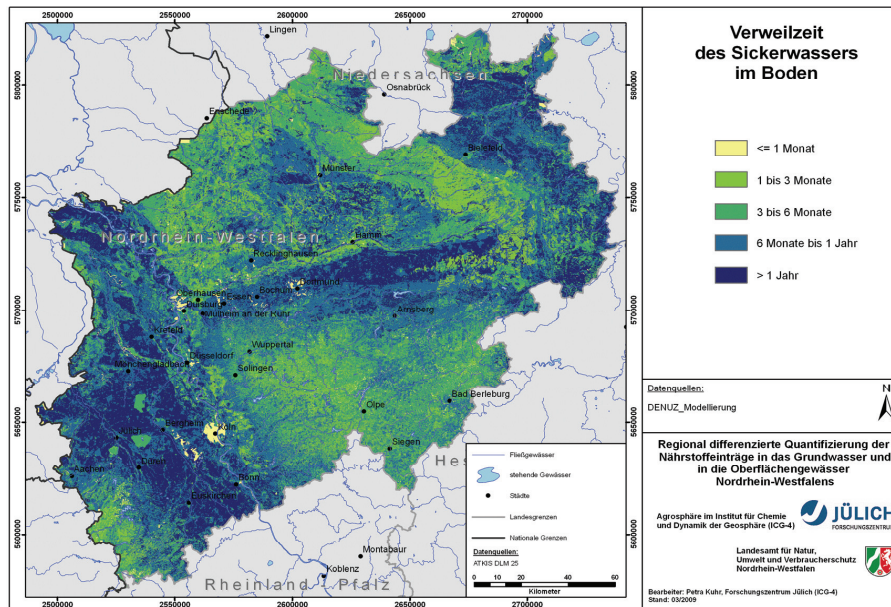 2500000 2550000 2600000 2650000 2700000
5800000
5750000
5700000
5650000
5600000
Lingen
Niedersachsen
Osnabrück
Enschede
Bielefeld
Münster
Nordrhein-Westfalen
Hamm
Recklinghausen
Dortmund
Oberhausen
Bochum
Essen
Duisburg
Mülheim an der Ruhr
Arnsberg
Krefeld
Wuppertal
Düsseldorf
Mönchengladbach
Solingen
Bad Berleburg
Olpe
Bergheim
Köln
Jülich
Siegen
Düren
Aachen
Bonn
Euskirchen
Hes
Montabaur
Koblenz
Rheinland - Pfalz
2500000 2550000 2600000 2650000 2700000
Fließgewässer
stehende Gewässer
Städte
Landesgrenzen
Nationale Grenzen
Datenquellen:
ATKIS DLM 25
0 10 20 40 60
Kilometer
Verweilzeit
des Sickerwassers
im Boden
<= 1 Monat
1 bis 3 Monate
3 bis 6 Monate
6 Monate bis 1 Jahr
> 1 Jahr
Datenquellen:
DENUZ_Modellierung
N
Regional differenzierte Quantifizierung der
Nährstoffeinträge in das Grundwasser und
in die Oberflächengewässer
Nordrhein-Westfalens
Agrosphäre im Institut für Chemie
und Dynamik der Geosphäre (ICG-4)
JÜLICH
FORSCHUNGSZENTRUM
Landesamt für Natur,
Umwelt und Verbraucherschutz
Nordrhein-Westfalen
Bearbeiter: Petra Kuhr, Forschungszentrum Jülich (ICG-4)
Stand: 03/2009